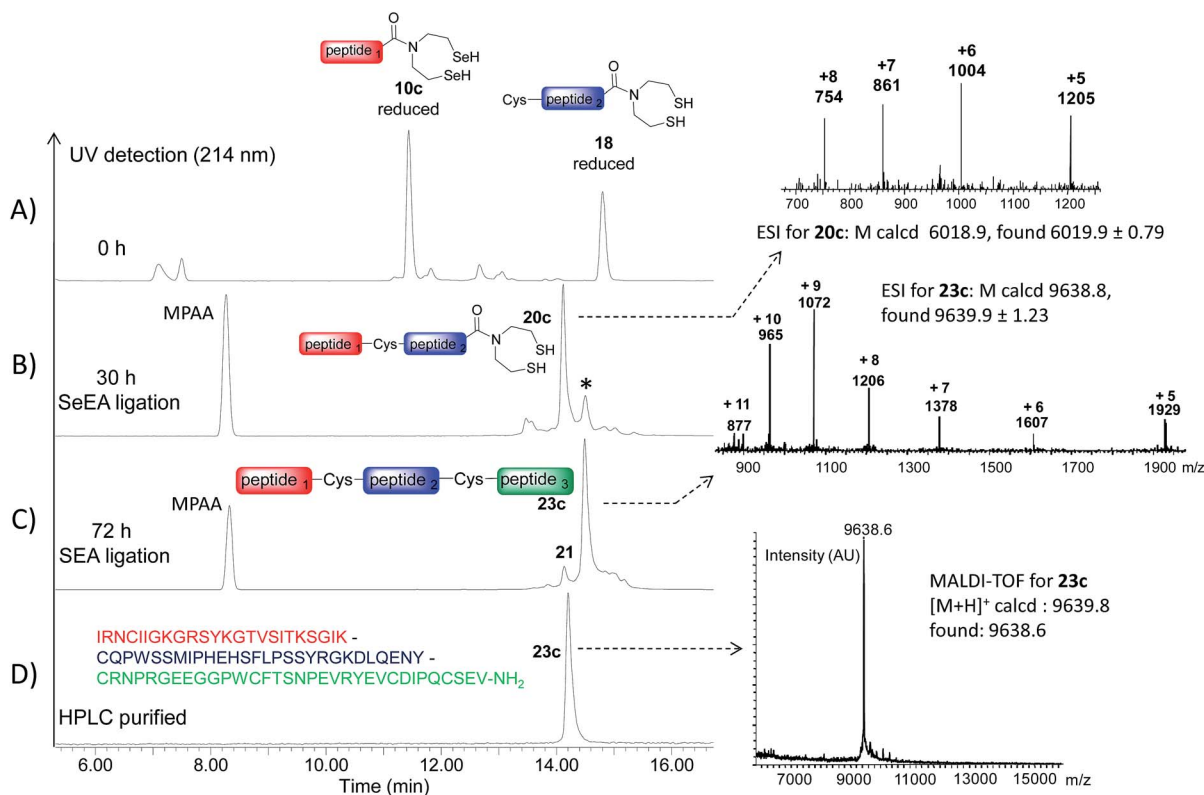 peptide 1
O
N
SeH
SeH
10c
reduced
Cys
peptide 2
O
N
SH
SH
18
reduced
UV detection (214 nm)
A)
0 h
+8
754
+7
861
+6
1004
+5
1205
700 800 900 1000 1100 1200
ESI for 20c: M calcd 6018.9, found 6019.9 ± 0.79
B)
MPAA
30 h
SeEA ligation
peptide 1 Cys peptide 2
O
N
SH
SH
20c
*
ESI for 23c: M calcd 9638.8,
found 9639.9 ± 1.23
+ 11
877
+ 10
965
+ 9
1072
+ 8
1206
+ 7
1378
+ 6
1607
+ 5
1929
900 1100 1300 1500 1700 1900 m/z
C)
MPAA
72 h
SEA ligation
peptide 1 Cys peptide 2 Cys peptide 3
23c
21
D)
IRNCIIGKGRSYKGTVSITKSGIK -
CQPWSSMIPHEHSFLPSSYRGKDLQENY -
CRNPRGEEGGPWCFTSNPEVRYEVCDIPQCSEV-NH2
23c
HPLC purified
6.00 8.00 10.00 12.00 14.00 16.00
Time (min)
9638.6
Intensity (AU)
MALDI-TOF for 23c
[M+H]+ calcd : 9639.8
found: 9638.6
7000 9000 11000 13000 15000 m/z